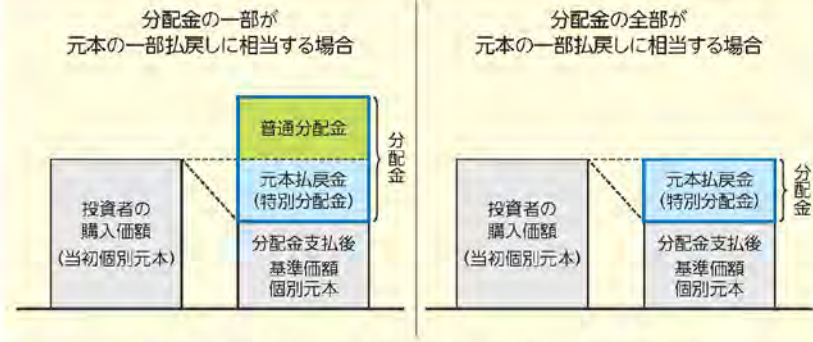 分配金の一部が
元本の一部払戻しに相当する場合
普通分配金
元本払戻金
(特別分配金)
分配金
投資者の
購入価額
(当初個別元本)
分配金支払後
基準価額
個別元本
分配金の全部が
元本の一部払戻しに相当する場合
元本払戻金
(特別分配金)
分配金
投資者の
購入価額
(当初個別元本)
分配金支払後
基準価額
個別元本